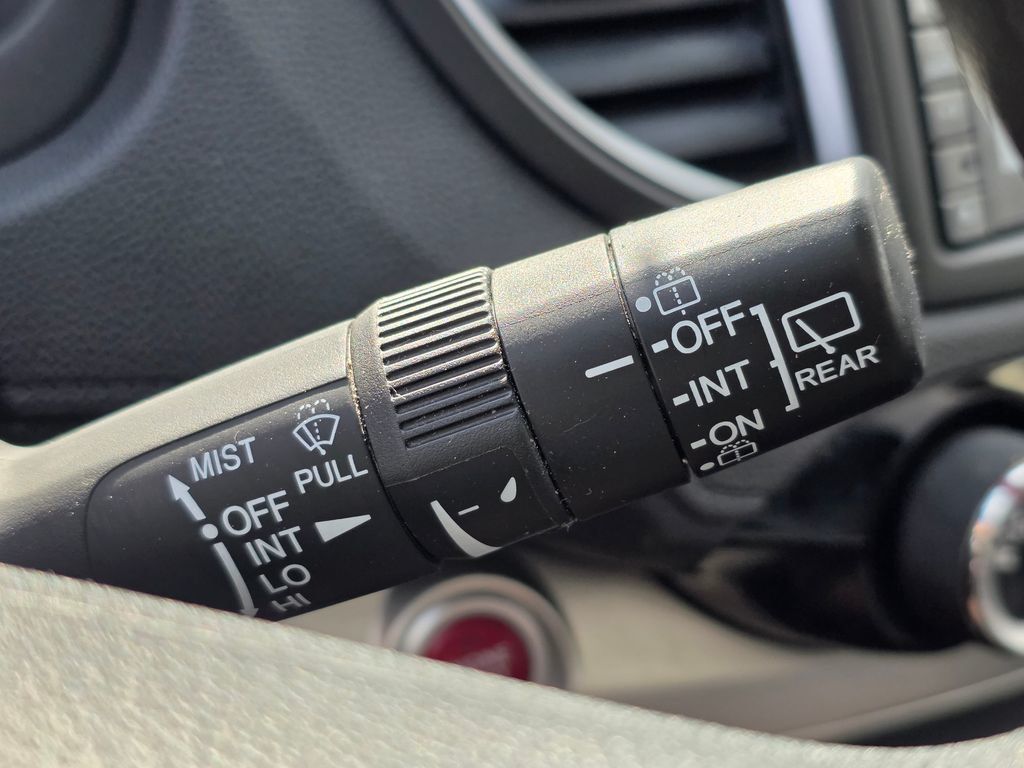 MIST
PULL
OFF
INT
LO
HI
OFF
INT
ON
REAR